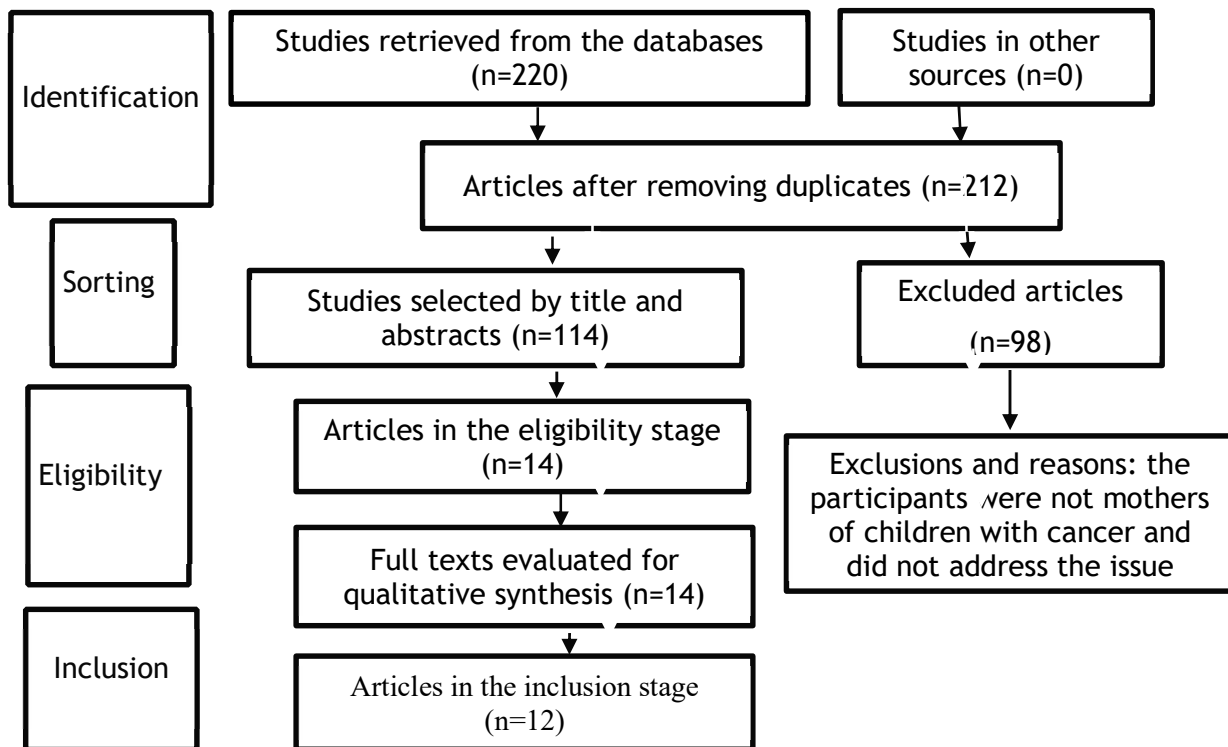 Identification
Studies retrieved from the databases
(n=220)
Studies in other
sources (n=0)
Articles after removing duplicates (n=212)
Sorting
Studies selected by title and
abstracts (n=114)
Excluded articles
(n=98)
Eligibility
Articles in the eligibility stage
(n=14)
Exclusions and reasons: the
participants were not mothers
of children with cancer and
did not address the issue
Full texts evaluated for
qualitative synthesis (n=14)
Inclusion
Articles in the inclusion stage
(n=12)